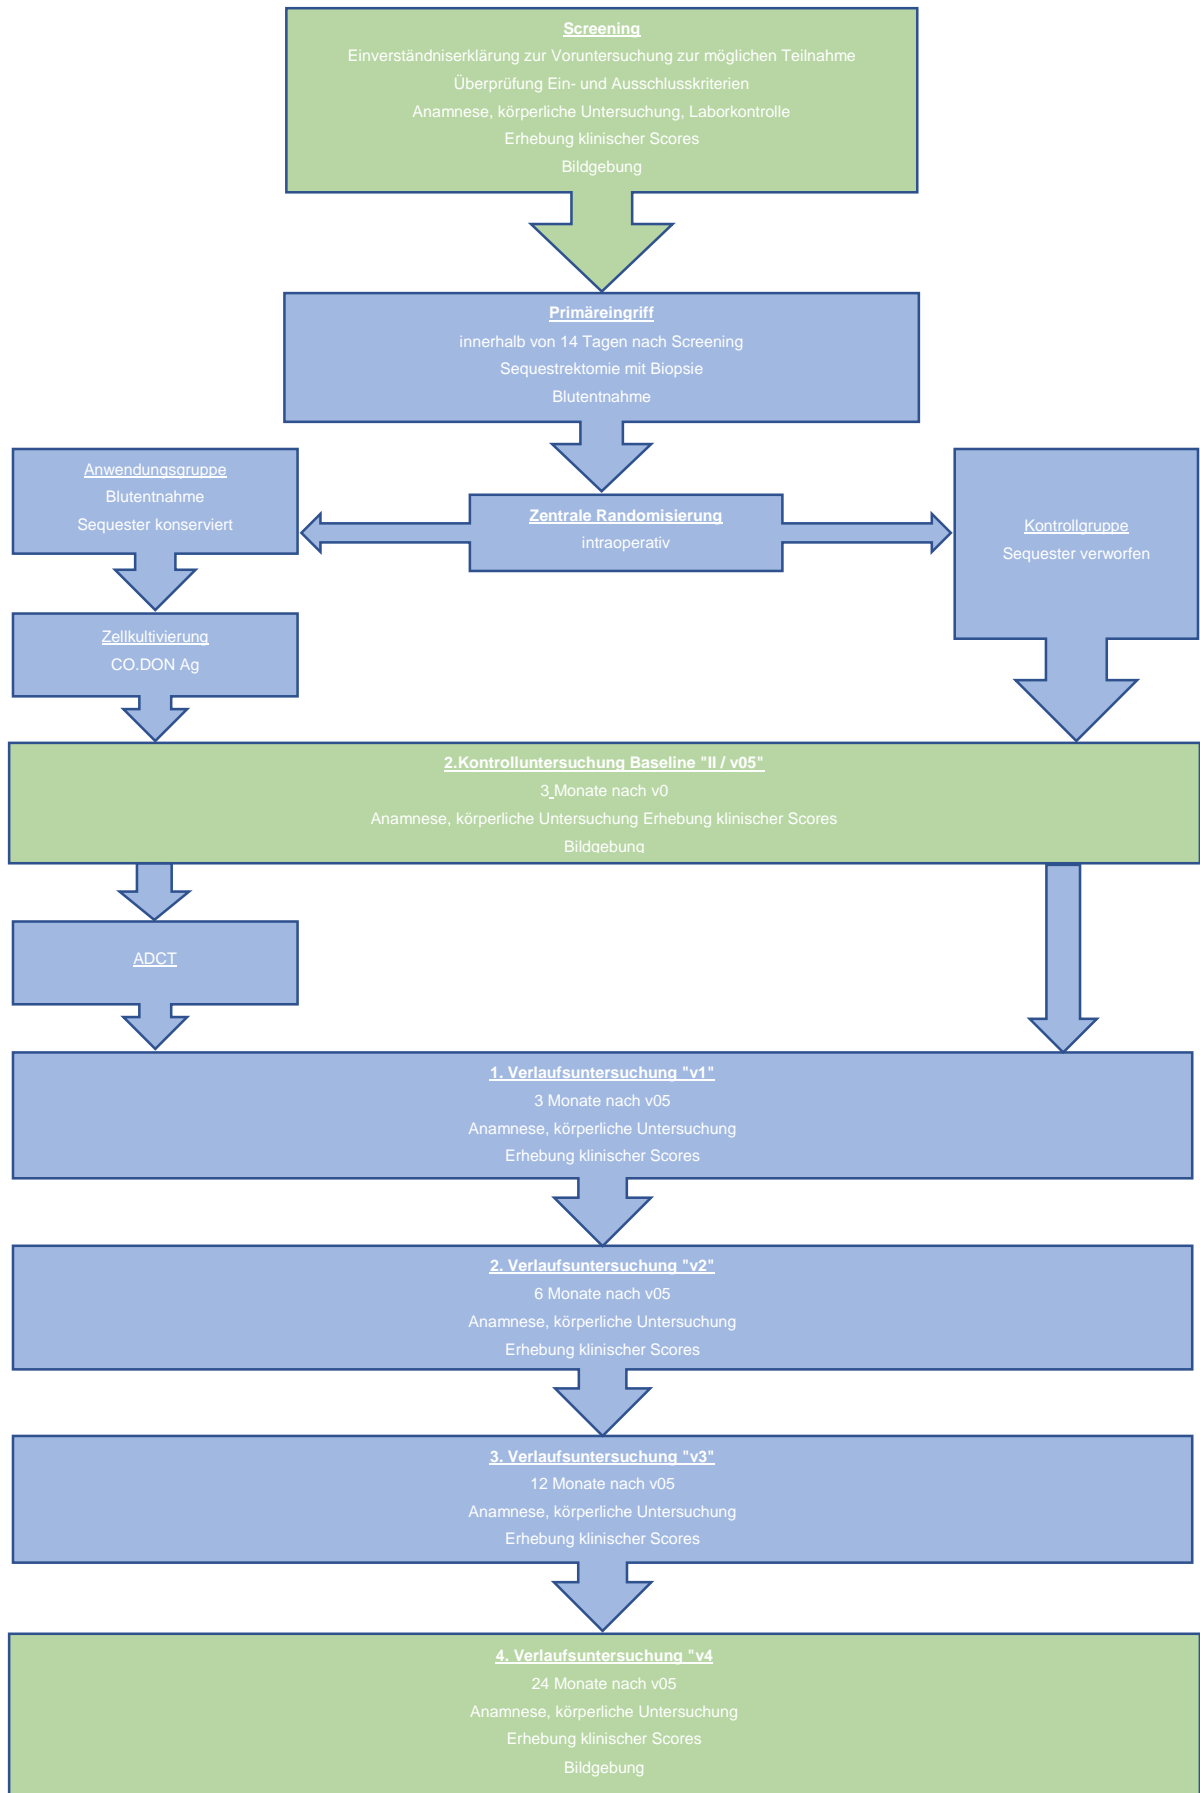 Screening
Einverständniserklärung zur Voruntersuchung zur möglichen Teilnahme
Überprüfung Ein- und Ausschlusskriterien
Anamnese, körperliche Untersuchung, Laborkontrolle
Erhebung klinischer Scores
Bildgebung
Primäreingriff
innerhalb von 14 Tagen nach Screening
Sequestrektomie mit Biopsie
Blutentnahme
Anwendungsgruppe
Blutentnahme
Sequester konserviert
Zentrale Randomisierung
intraoperativ
Kontrollgruppe
Sequester verworfen
Zellkultivierung
CO.DON Ag
2.Kontrolluntersuchung Baseline "II / v05"
3 Monate nach v0
Anamnese, körperliche Untersuchung Erhebung klinischer Scores
Bildgebung
ADCT
1. Verlaufsuntersuchung "v1"
3 Monate nach v05
Anamnese, körperliche Untersuchung
Erhebung klinischer Scores
2. Verlaufsuntersuchung "v2"
6 Monate nach v05
Anamnese, körperliche Untersuchung
Erhebung klinischer Scores
3. Verlaufsuntersuchung "v3"
12 Monate nach v05
Anamnese, körperliche Untersuchung
Erhebung klinischer Scores
4. Verlaufsuntersuchung "v4
24 Monate nach v05
Anamnese, körperliche Untersuchung
Erhebung klinischer Scores
Bildgebung